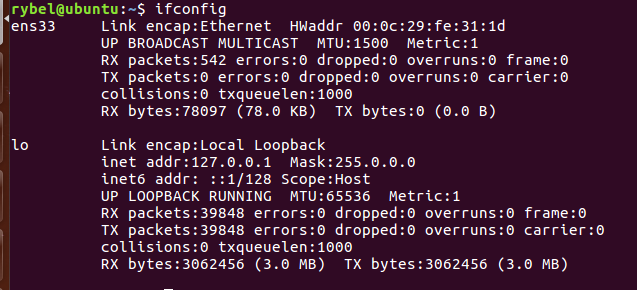 rybel@ubuntu:~$ ifconfig
ens33     Link encap:Ethernet  HWaddr 00:0c:29:fe:31:1d
          UP BROADCAST MULTICAST  MTU:1500  Metric:1
          RX packets:542 errors:0 dropped:0 overruns:0 frame:0
          TX packets:0 errors:0 dropped:0 overruns:0 carrier:0
          collisions:0 txqueuelen:1000
          RX bytes:78097 (78.0 KB)  TX bytes:0 (0.0 B)

lo        Link encap:Local Loopback
          inet addr:127.0.0.1  Mask:255.0.0.0
          inet6 addr: ::1/128 Scope:Host
          UP LOOPBACK RUNNING  MTU:65536  Metric:1
          RX packets:39848 errors:0 dropped:0 overruns:0 frame:0
          TX packets:39848 errors:0 dropped:0 overruns:0 carrier:0
          collisions:0 txqueuelen:1000
          RX bytes:3062456 (3.0 MB)  TX bytes:3062456 (3.0 MB)